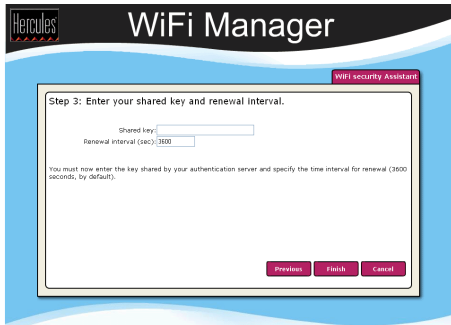 Hercules
WiFi Manager
WiFi security Assistant
Step 3: Enter your shared key and renewal interval.
Shared key:
Renewal interval (sec): 3600
You must now enter the key shared by your authentication server and specify the time interval for renewal (3600
seconds, by default).
Previous Finish Cancel